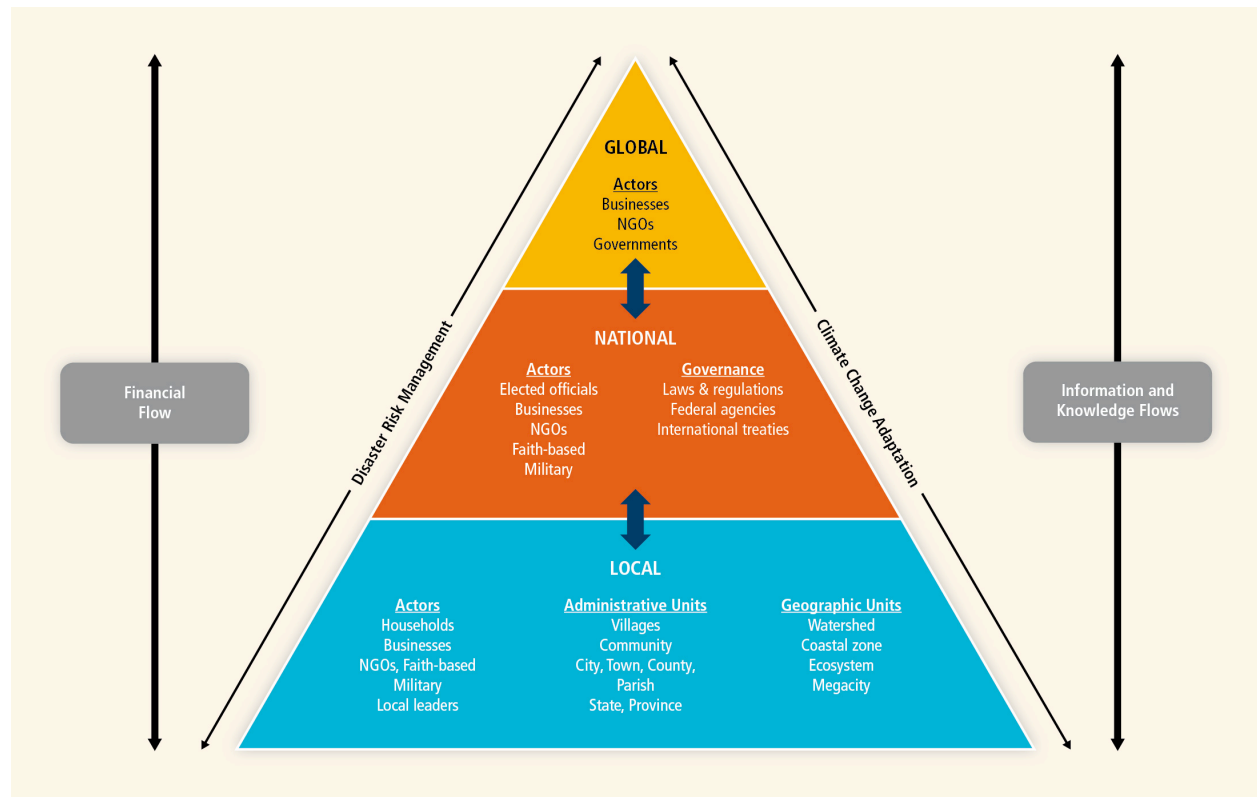 GLOBAL
Actors
Businesses
NGOs
Governments
NATIONAL
Actors
Elected officials
Businesses
NGOs
Faith-based
Military
Governance
Laws & regulations
Federal agencies
International treaties
LOCAL
Actors
Households
Businesses
NGOs, Faith-based
Military
Local leaders
Administrative Units
Villages
Community
City, Town, County,
Parish
State, Province
Geographic Units
Watershed
Coastal zone
Ecosystem
Megacity
Financial
Flow
Disaster Risk Management
Climate Change Adaptation
Information and
Knowledge Flows